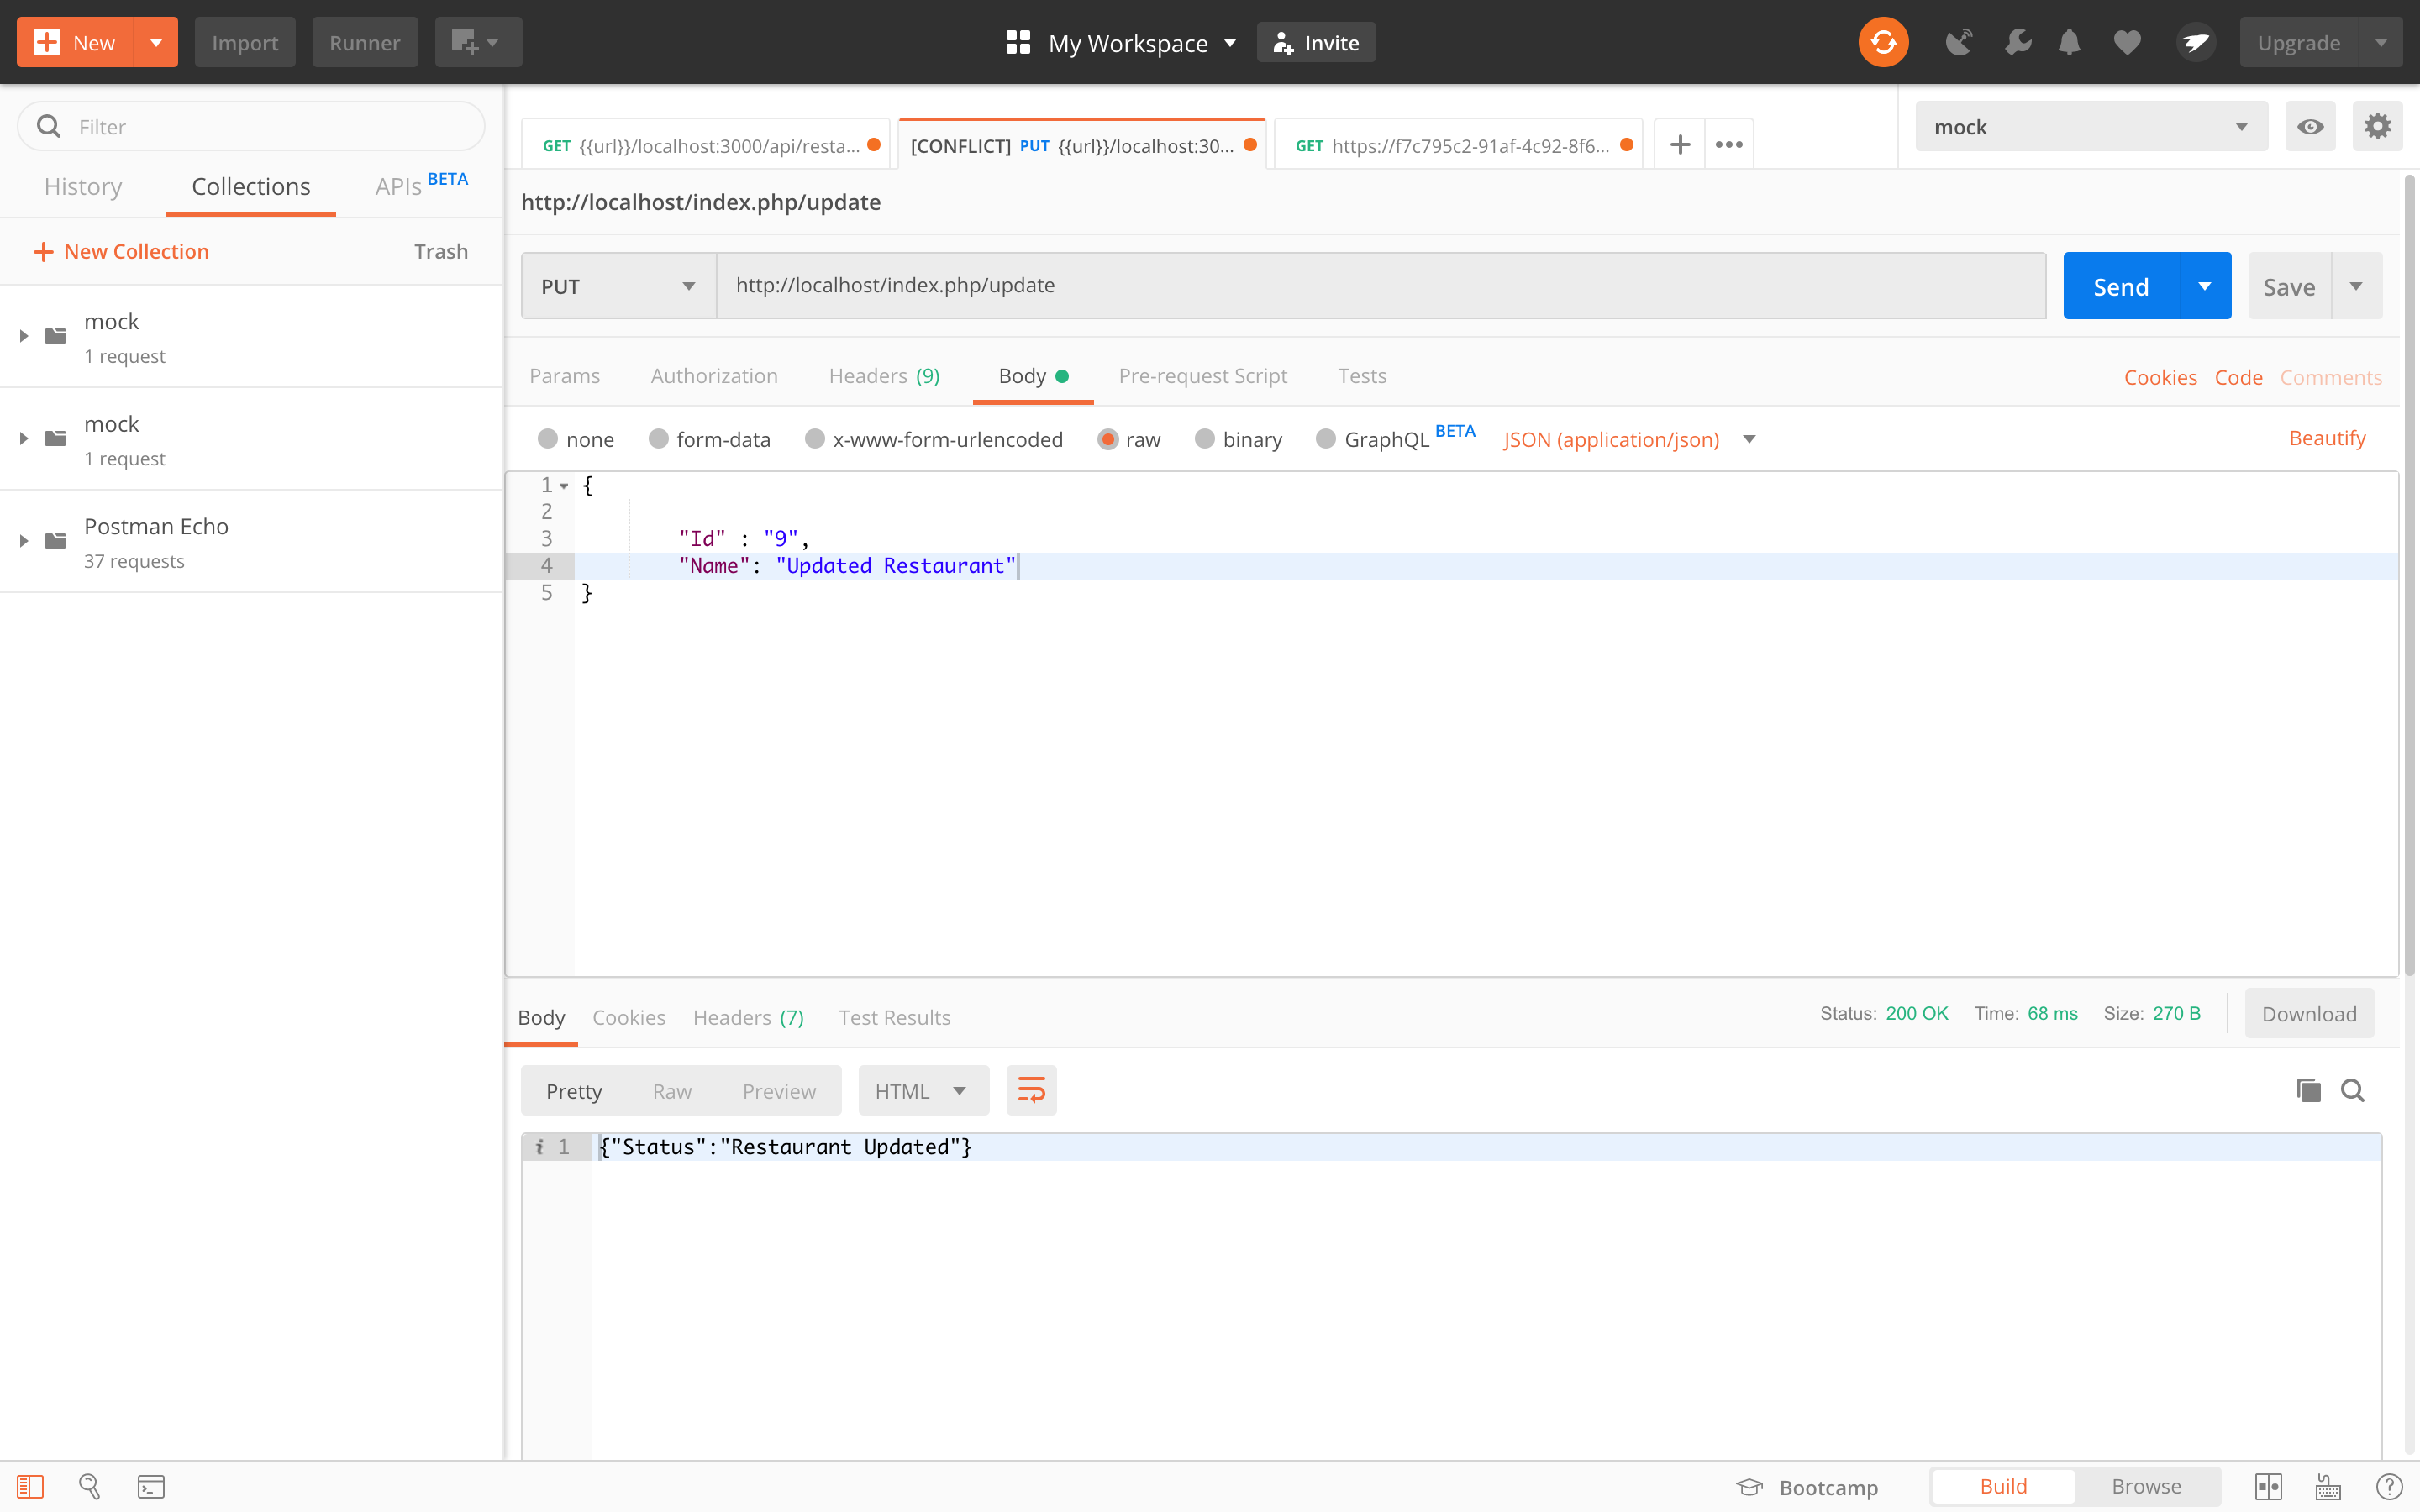 New
Import
Runner
My Workspace
Invite
Upgrade
Filter
History
Collections
APIs BETA
New Collection
Trash
mock
1 request
mock
1 request
Postman Echo
37 requests
GET {{url}}/localhost:3000/api/resta...
[CONFLICT] PUT {{url}}/localhost:30...
GET https://f7c795c2-91af-4c92-8f6...
mock
http://localhost/index.php/update
PUT
http://localhost/index.php/update
Send
Save
Params
Authorization
Headers (9)
Body
Pre-request Script
Tests
Cookies
Code
Comments
none
form-data
x-www-form-urlencoded
raw
binary
GraphQL BETA
JSON (application/json)
Beautify
1 {
2
3 "Id" : "9",
4 "Name": "Updated Restaurant"
5 }
Body
Cookies
Headers (7)
Test Results
Status: 200 OK
Time: 68 ms
Size: 270 B
Download
Pretty
Raw
Preview
HTML
i 1 {"Status":"Restaurant Updated"}
Bootcamp
Build
Browse